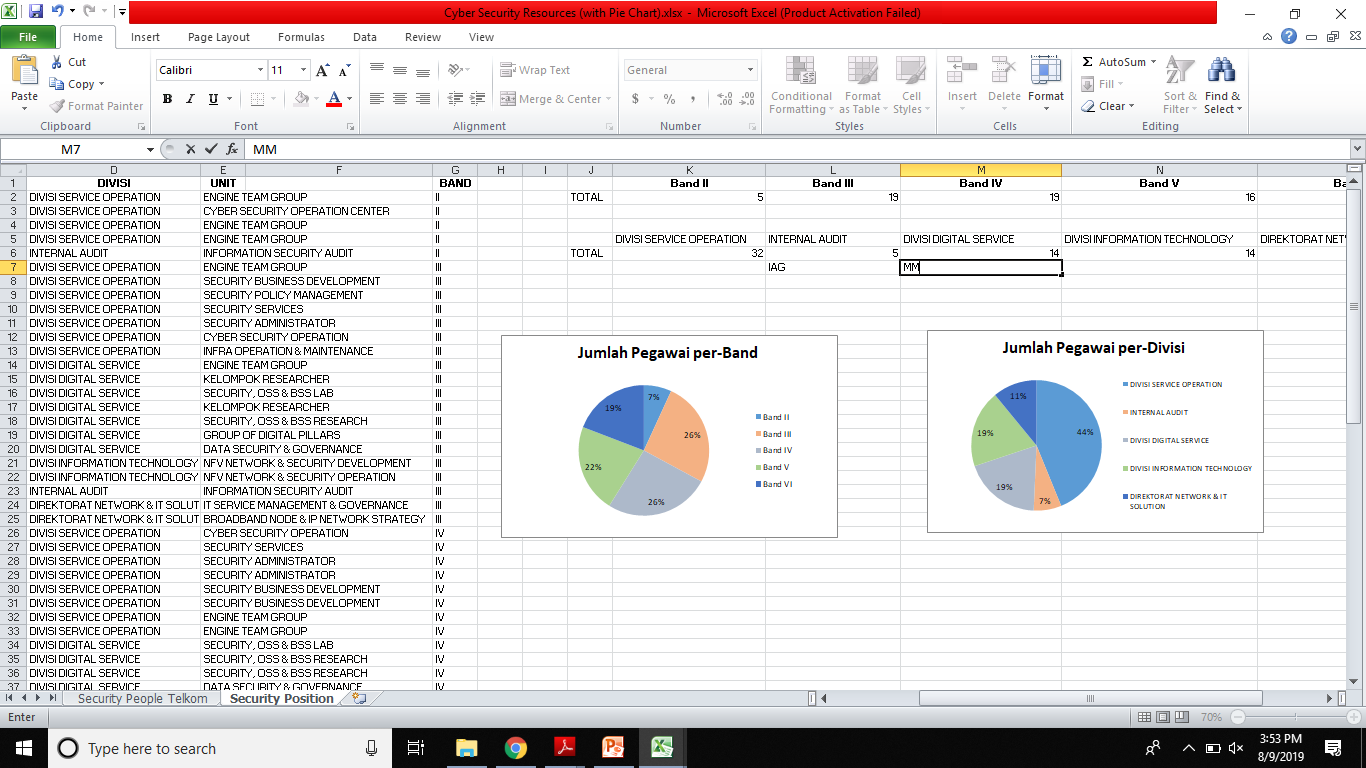 Cyber Security Resources (with Pie Chart).xlsx - Microsoft Excel (Product Activation Failed)
File Home Insert Page Layout Formulas Data Review View
Paste Cut Copy Format Painter Clipboard
Calibri 11 B I U A Font
Wrap Text Merge & Center Alignment
General $ % , Number
Conditional Formatting Format as Table Cell Styles Styles
Insert Delete Format Cells
Σ AutoSum Fill Clear Sort & Filter Find & Select Editing
M7 fx MM
D E F G H I J K L M N
1 DIVISI UNIT BAND Band II Band III Band IV Band V Ba
2 DIVISI SERVICE OPERATION ENGINE TEAM GROUP II TOTAL 5 19 19 16
3 DIVISI SERVICE OPERATION CYBER SECURITY OPERATION CENTER II
4 DIVISI SERVICE OPERATION ENGINE TEAM GROUP II
5 DIVISI SERVICE OPERATION ENGINE TEAM GROUP II DIVISI SERVICE OPERATION INTERNAL AUDIT DIVISI DIGITAL SERVICE DIVISI INFORMATION TECHNOLOGY DIREKTORAT NET
6 INTERNAL AUDIT INFORMATION SECURITY AUDIT II TOTAL 32 5 14 14
7 DIVISI SERVICE OPERATION ENGINE TEAM GROUP III IAG MM
8 DIVISI SERVICE OPERATION SECURITY BUSINESS DEVELOPMENT III
9 DIVISI SERVICE OPERATION SECURITY POLICY MANAGEMENT III
10 DIVISI SERVICE OPERATION SECURITY SERVICES III
11 DIVISI SERVICE OPERATION SECURITY ADMINISTRATOR III
12 DIVISI SERVICE OPERATION CYBER SECURITY OPERATION III
13 DIVISI SERVICE OPERATION INFRA OPERATION & MAINTENANCE III
14 DIVISI DIGITAL SERVICE ENGINE TEAM GROUP III
15 DIVISI DIGITAL SERVICE KELOMPOK RESEARCHER III
16 DIVISI DIGITAL SERVICE SECURITY, OSS & BSS LAB III
17 DIVISI DIGITAL SERVICE KELOMPOK RESEARCHER III
18 DIVISI DIGITAL SERVICE SECURITY, OSS & BSS RESEARCH III
19 DIVISI DIGITAL SERVICE GROUP OF DIGITAL PILLARS III
20 DIVISI DIGITAL SERVICE DATA SECURITY & GOVERNANCE III
21 DIVISI INFORMATION TECHNOLOGY NFV NETWORK & SECURITY DEVELOPMENT III
22 DIVISI INFORMATION TECHNOLOGY NFV NETWORK & SECURITY OPERATION III
23 INTERNAL AUDIT INFORMATION SECURITY AUDIT III
24 DIREKTORAT NETWORK & IT SOLUT IT SERVICE MANAGEMENT & GOVERNANCE III
25 DIREKTORAT NETWORK & IT SOLUT BROADBAND NODE & IP NETWORK STRATEGY III
26 DIVISI SERVICE OPERATION CYBER SECURITY OPERATION IV
27 DIVISI SERVICE OPERATION SECURITY SERVICES IV
28 DIVISI SERVICE OPERATION SECURITY ADMINISTRATOR IV
29 DIVISI SERVICE OPERATION SECURITY ADMINISTRATOR IV
30 DIVISI SERVICE OPERATION SECURITY BUSINESS DEVELOPMENT IV
31 DIVISI SERVICE OPERATION SECURITY BUSINESS DEVELOPMENT IV
32 DIVISI SERVICE OPERATION ENGINE TEAM GROUP IV
33 DIVISI SERVICE OPERATION ENGINE TEAM GROUP IV
34 DIVISI DIGITAL SERVICE SECURITY, OSS & BSS LAB IV
35 DIVISI DIGITAL SERVICE SECURITY, OSS & BSS RESEARCH IV
36 DIVISI DIGITAL SERVICE SECURITY, OSS & BSS RESEARCH IV
37 DIVISI DIGITAL SERVICE DATA SECURITY & GOVERNANCE IV
Jumlah Pegawai per-Band
7%
26%
26%
22%
19%
Band II
Band III
Band IV
Band V
Band VI
Jumlah Pegawai per-Divisi
44%
7%
19%
19%
11%
DIVISI SERVICE OPERATION
INTERNAL AUDIT
DIVISI DIGITAL SERVICE
DIVISI INFORMATION TECHNOLOGY
DIREKTORAT NETWORK & IT
SOLUTION
Security People Telkom Security Position
Enter 70%
Type here to search
3:53 PM
8/9/2019